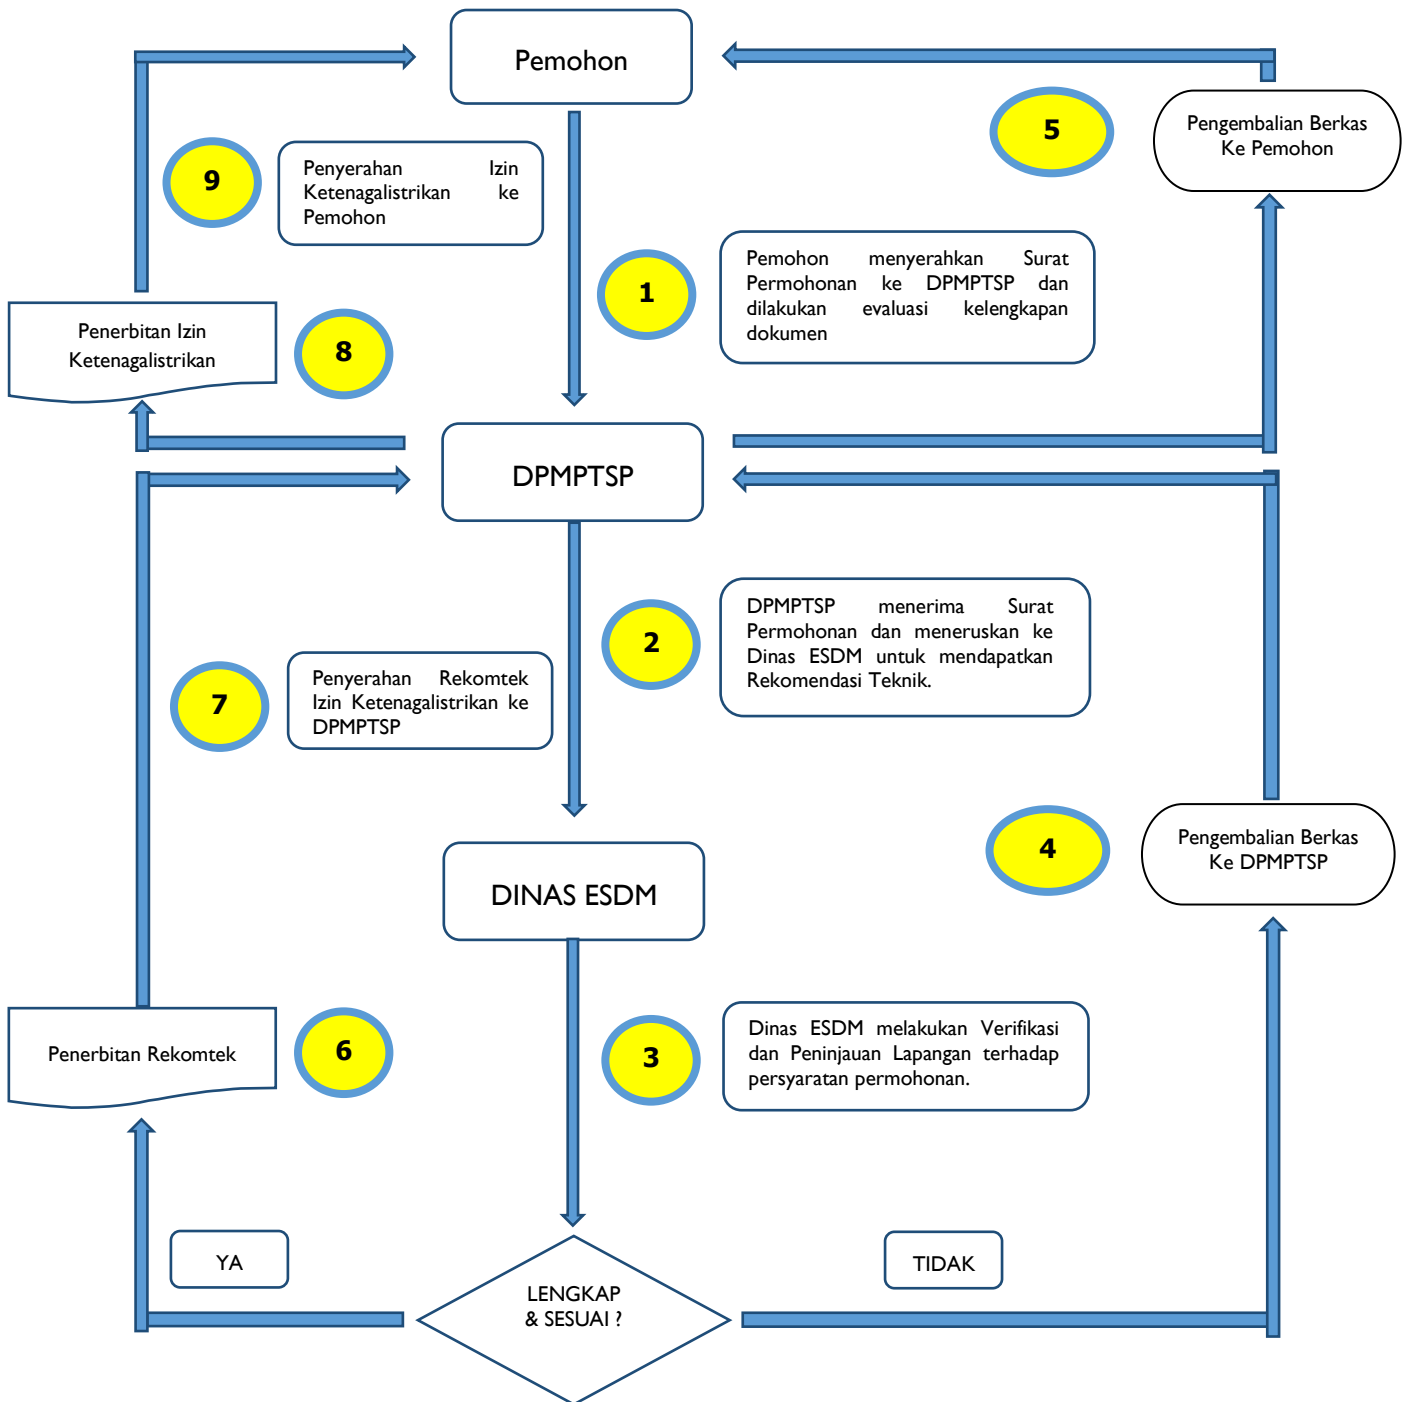 Pemohon
5
Pengembalian Berkas
Ke Pemohon
9
Penyerahan Izin
Ketenagalistrikan ke
Pemohon
1
Pemohon menyerahkan Surat
Permohonan ke DPMPTSP dan
dilakukan evaluasi kelengkapan
dokumen
Penerbitan Izin
Ketenagalistrikan
8
DPMPTSP
2
DPMPTSP menerima Surat
Permohonan dan meneruskan ke
Dinas ESDM untuk mendapatkan
Rekomendasi Teknik.
7
Penyerahan Rekomtek
Izin Ketenagalistrikan ke
DPMPTSP
4
Pengembalian Berkas
Ke DPMPTSP
DINAS ESDM
Penerbitan Rekomtek
6
3
Dinas ESDM melakukan Verifikasi
dan Peninjauan Lapangan terhadap
persyaratan permohonan.
YA
TIDAK
LENGKAP
& SESUAI ?